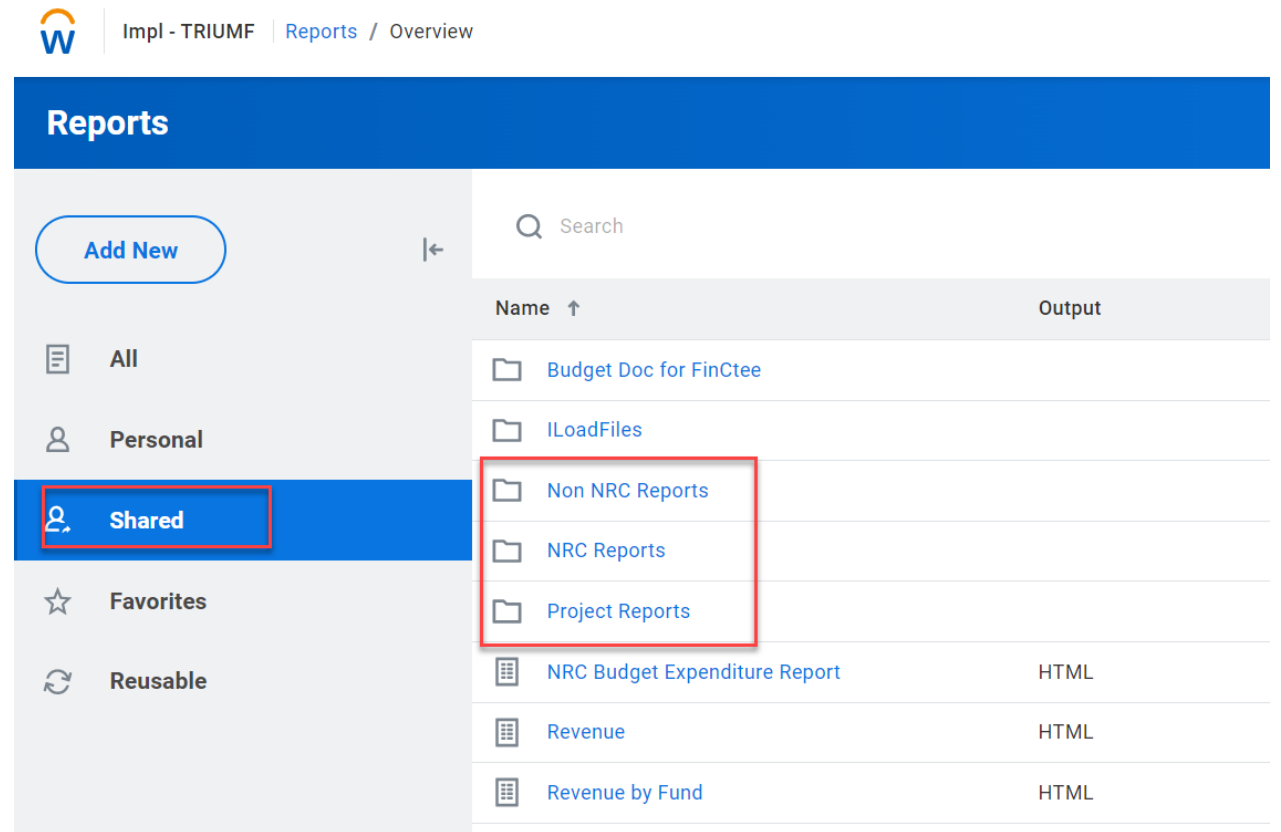 Impl - TRIUMF Reports / Overview
Reports
Add New
Search
Name Output
All
Budget Doc for FinCtee
ILoadFiles
Personal
Non NRC Reports
Shared
NRC Reports
Favorites
Project Reports
Reusable
NRC Budget Expenditure Report HTML
Revenue HTML
Revenue by Fund HTML